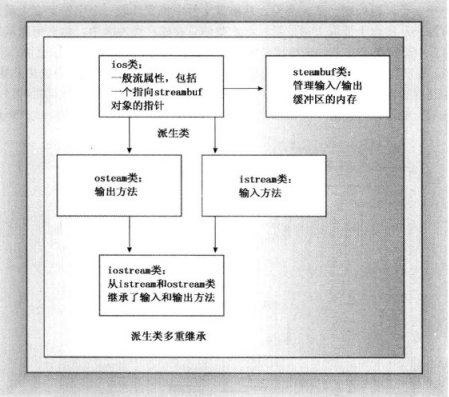 ios类：
一般流属性，包括
一个指向streambuf
对象的指针
steambuf类：
管理输入/输出
缓冲区的内存
派生类
osteam类：
输出方法
istream类：
输入方法
iostream类：
从istream和ostream类
继承了输入和输出方法
派生类多重继承